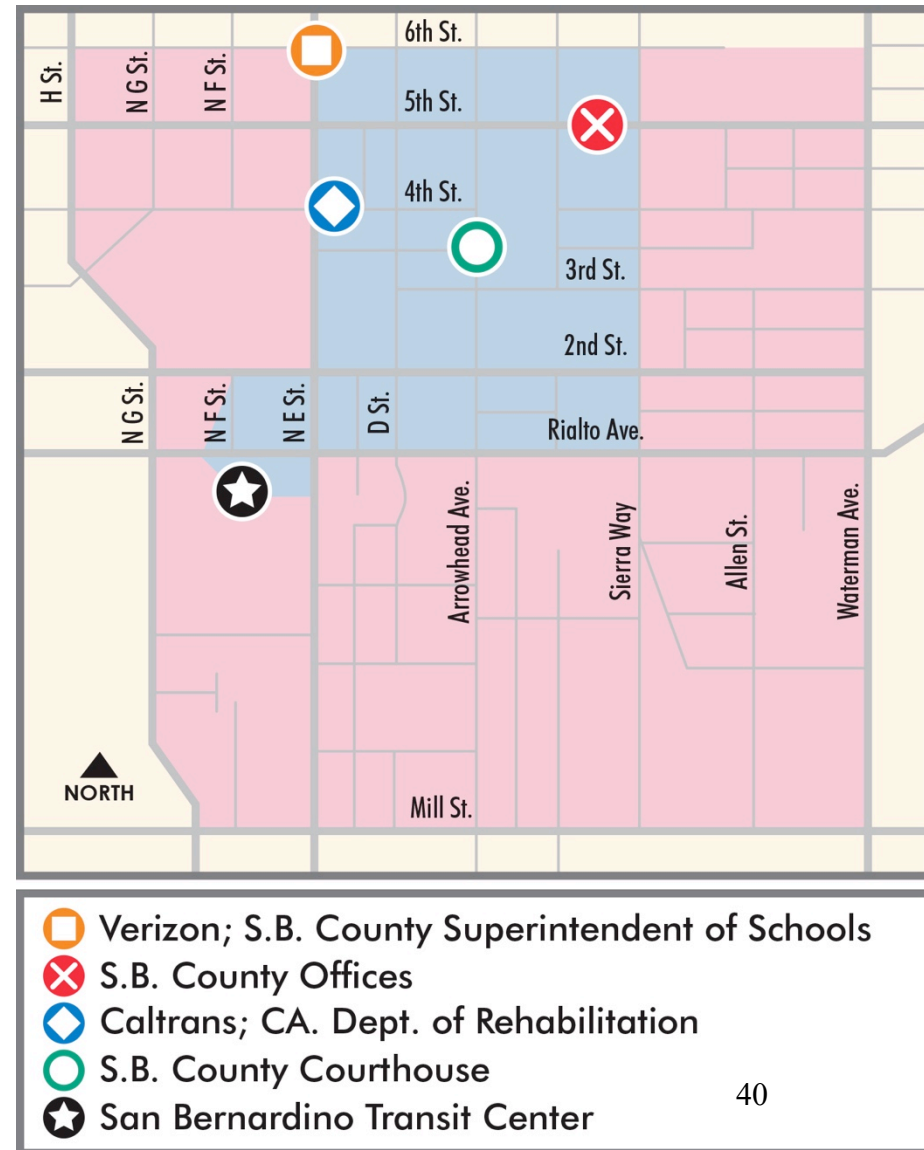 6th St.
H St.
N G St.
N F St.
5th St.
4th St.
3rd St.
2nd St.
N G St.
N F St.
N E St.
D St.
Rialto Ave.
Arrowhead Ave.
Sierra Way
Allen St.
Waterman Ave.
NORTH
Mill St.
Verizon; S.B. County Superintendent of Schools
S.B. County Offices
Caltrans; CA. Dept. of Rehabilitation
S.B. County Courthouse
San Bernardino Transit Center
40